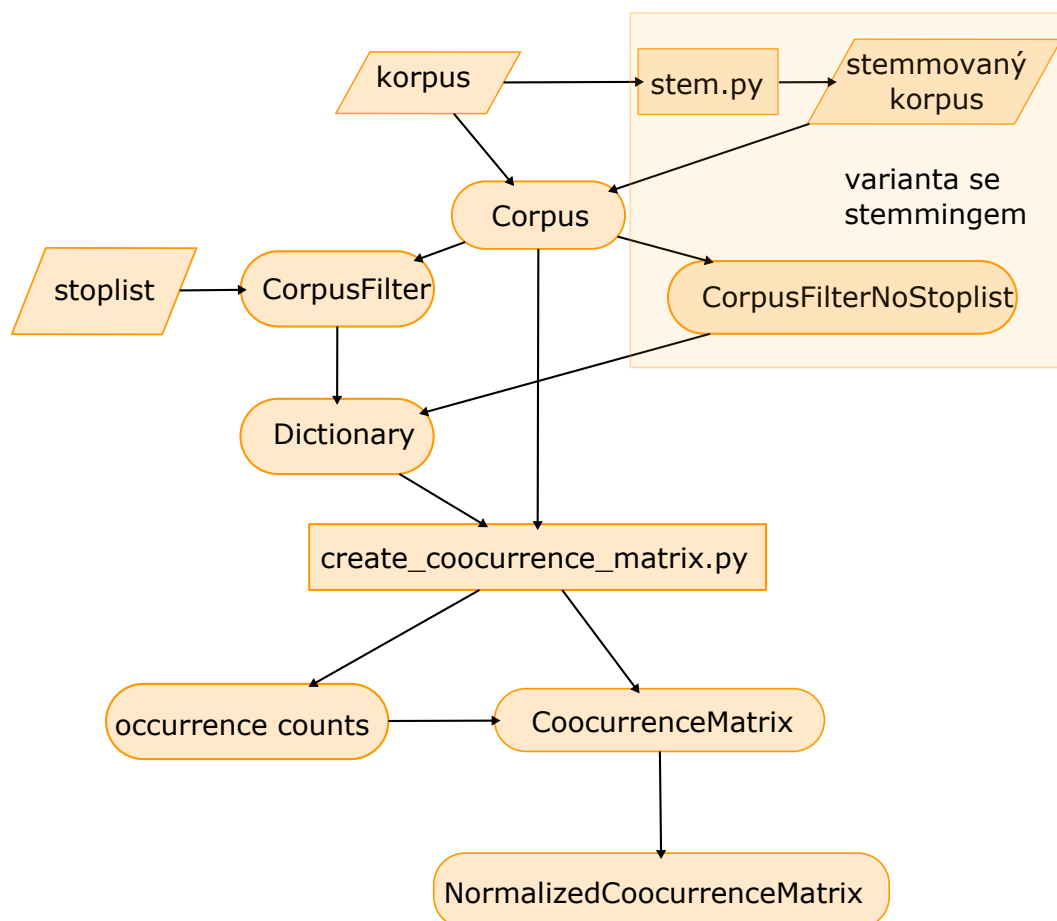 korpus
stem.py
stemmovaný
korpus
varianta se
stemmingem
Corpus
stoplist
CorpusFilter
CorpusFilterNoStoplist
Dictionary
create_coocurrence_matrix.py
occurrence counts
CoocurrenceMatrix
NormalizedCoocurrenceMatrix